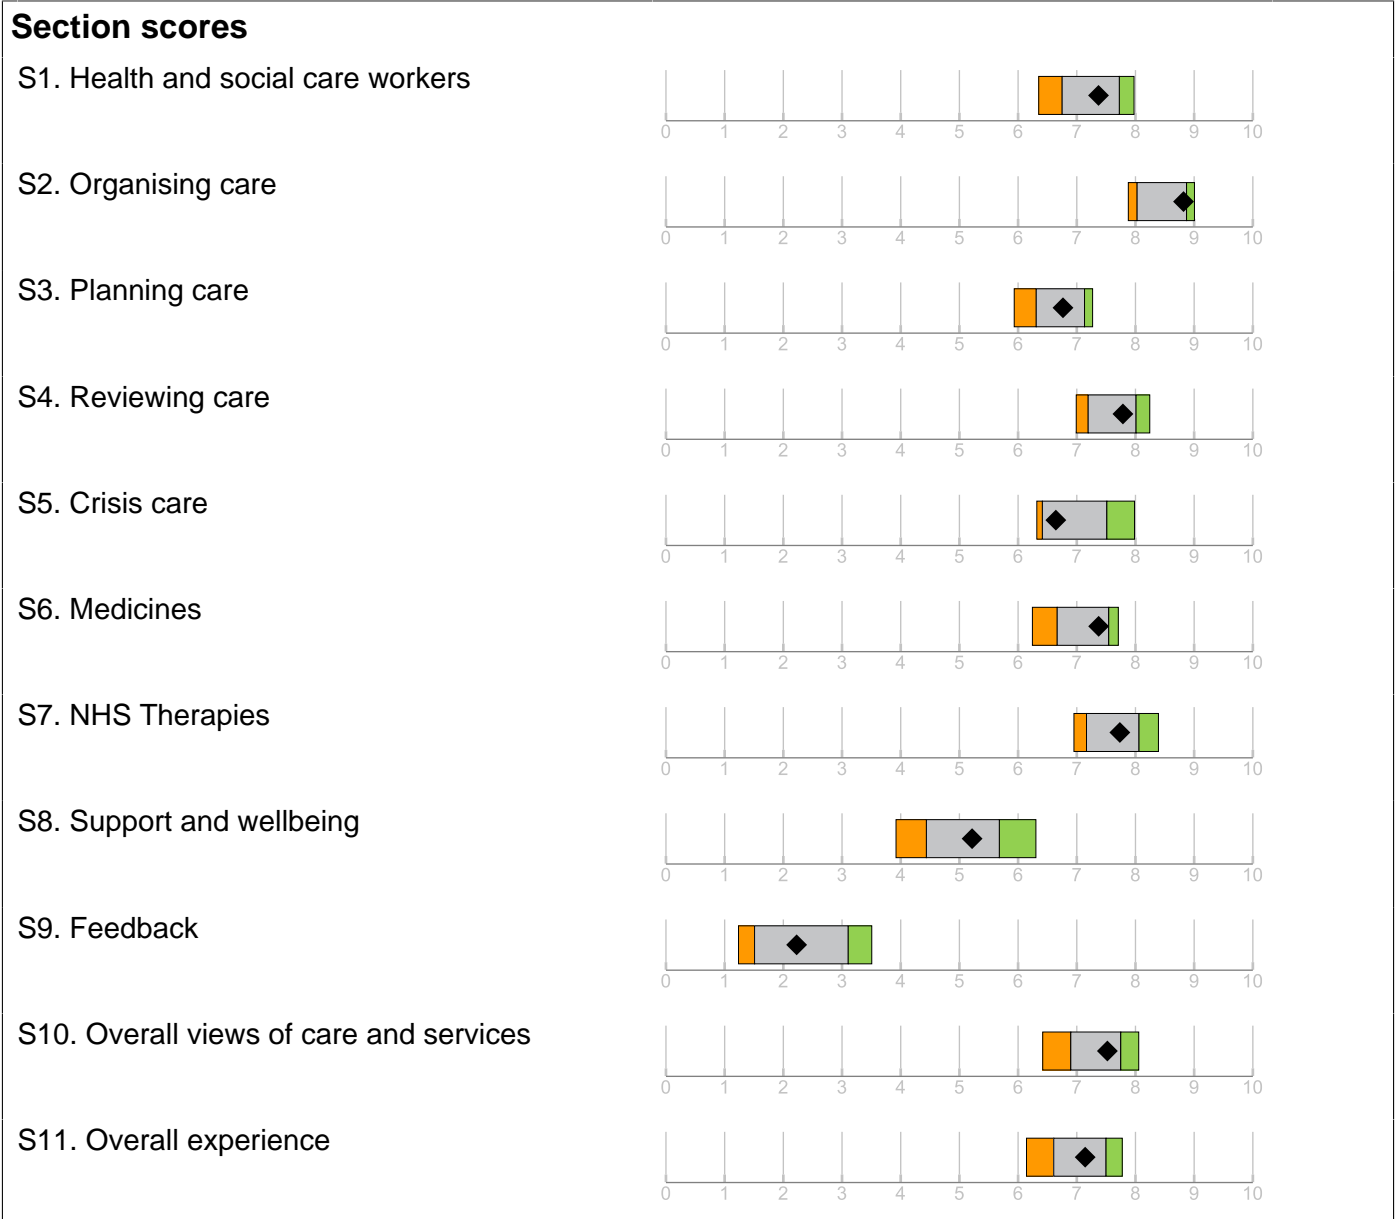 Section scores
S1. Health and social care workers
0 1 2 3 4 5 6 7 8 9 10
S2. Organising care
0 1 2 3 4 5 6 7 8 9 10
S3. Planning care
0 1 2 3 4 5 6 7 8 9 10
S4. Reviewing care
0 1 2 3 4 5 6 7 8 9 10
S5. Crisis care
0 1 2 3 4 5 6 7 8 9 10
S6. Medicines
0 1 2 3 4 5 6 7 8 9 10
S7. NHS Therapies
0 1 2 3 4 5 6 7 8 9 10
S8. Support and wellbeing
0 1 2 3 4 5 6 7 8 9 10
S9. Feedback
0 1 2 3 4 5 6 7 8 9 10
S10. Overall views of care and services
0 1 2 3 4 5 6 7 8 9 10
S11. Overall experience
0 1 2 3 4 5 6 7 8 9 10